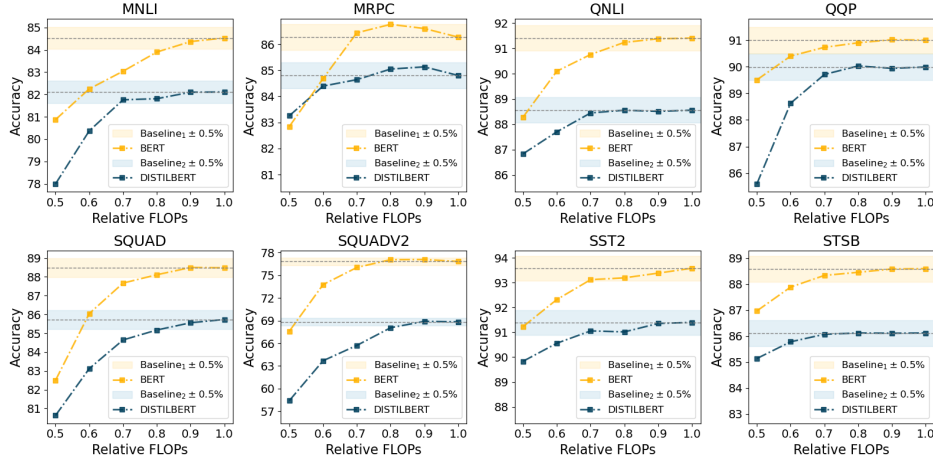 MNLI
Accuracy
85
84
83
82
81
80
79
78
Baseline₁ ± 0.5%
BERT
Baseline₂ ± 0.5%
DISTILBERT
0.5 0.6 0.7 0.8 0.9 1.0
Relative FLOPs
MRPC
Accuracy
86
85
84
83
82
81
Baseline₁ ± 0.5%
BERT
Baseline₂ ± 0.5%
DISTILBERT
0.5 0.6 0.7 0.8 0.9 1.0
Relative FLOPs
QNLI
Accuracy
92
91
90
89
88
87
86
Baseline₁ ± 0.5%
BERT
Baseline₂ ± 0.5%
DISTILBERT
0.5 0.6 0.7 0.8 0.9 1.0
Relative FLOPs
QQP
Accuracy
91
90
89
88
87
86
Baseline₁ ± 0.5%
BERT
Baseline₂ ± 0.5%
DISTILBERT
0.5 0.6 0.7 0.8 0.9 1.0
Relative FLOPs
SQUAD
Accuracy
89
88
87
86
85
84
83
82
81
Baseline₁ ± 0.5%
BERT
Baseline₂ ± 0.5%
DISTILBERT
0.5 0.6 0.7 0.8 0.9 1.0
Relative FLOPs
SQUADV2
Accuracy
78
75
72
69
66
63
60
57
Baseline₁ ± 0.5%
BERT
Baseline₂ ± 0.5%
DISTILBERT
0.5 0.6 0.7 0.8 0.9 1.0
Relative FLOPs
SST2
Accuracy
94
93
92
91
90
89
88
Baseline₁ ± 0.5%
BERT
Baseline₂ ± 0.5%
DISTILBERT
0.5 0.6 0.7 0.8 0.9 1.0
Relative FLOPs
STSB
Accuracy
89
88
87
86
85
84
83
Baseline₁ ± 0.5%
BERT
Baseline₂ ± 0.5%
DISTILBERT
0.5 0.6 0.7 0.8 0.9 1.0
Relative FLOPs